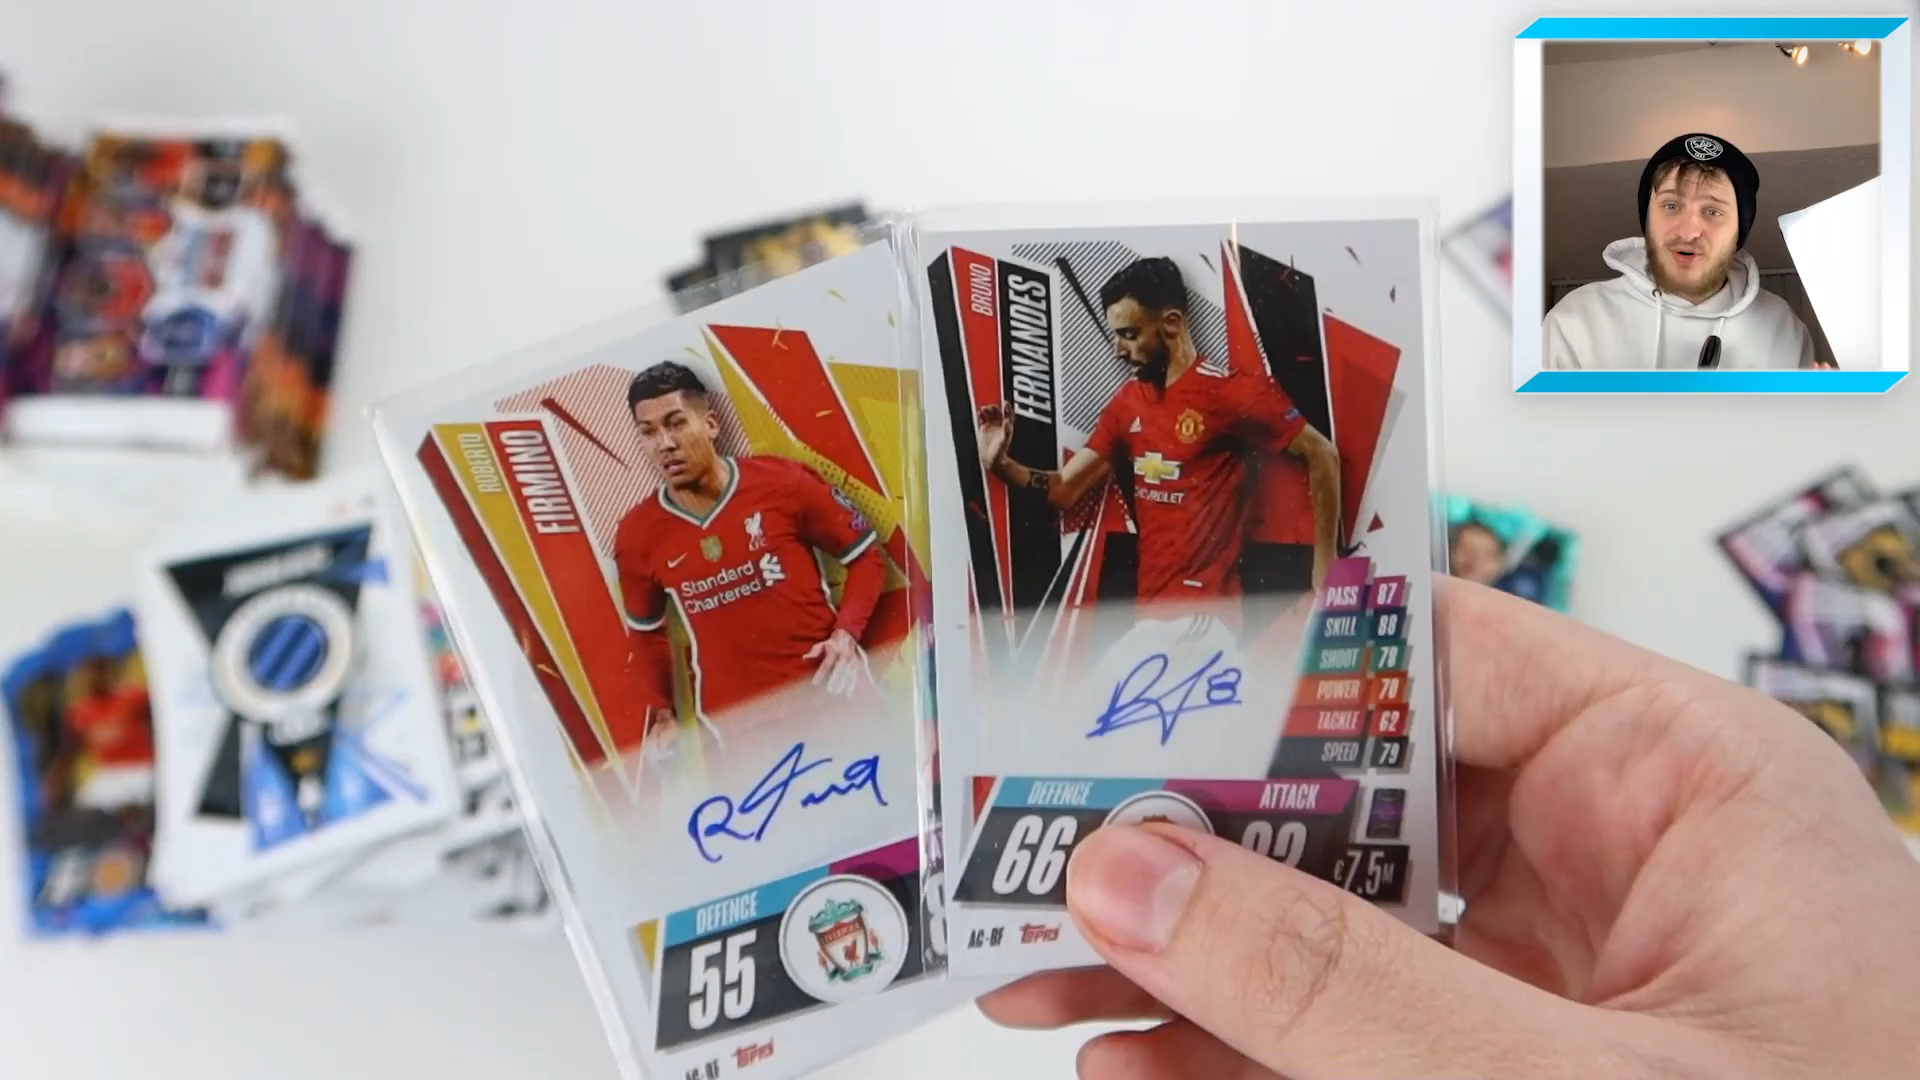 ROBERTO
FIRMINO
LFC
Standard
Chartered
DEFENCE
55
TOPPS
BRUNO
FERNANDES
CHEVROLET
PASS 87
SKILL 88
SHOOT 78
POWER 70
TACKLE 62
SPEED 79
DEFENCE
66
ATTACK
€7.5M
AC-BF
TOPPS